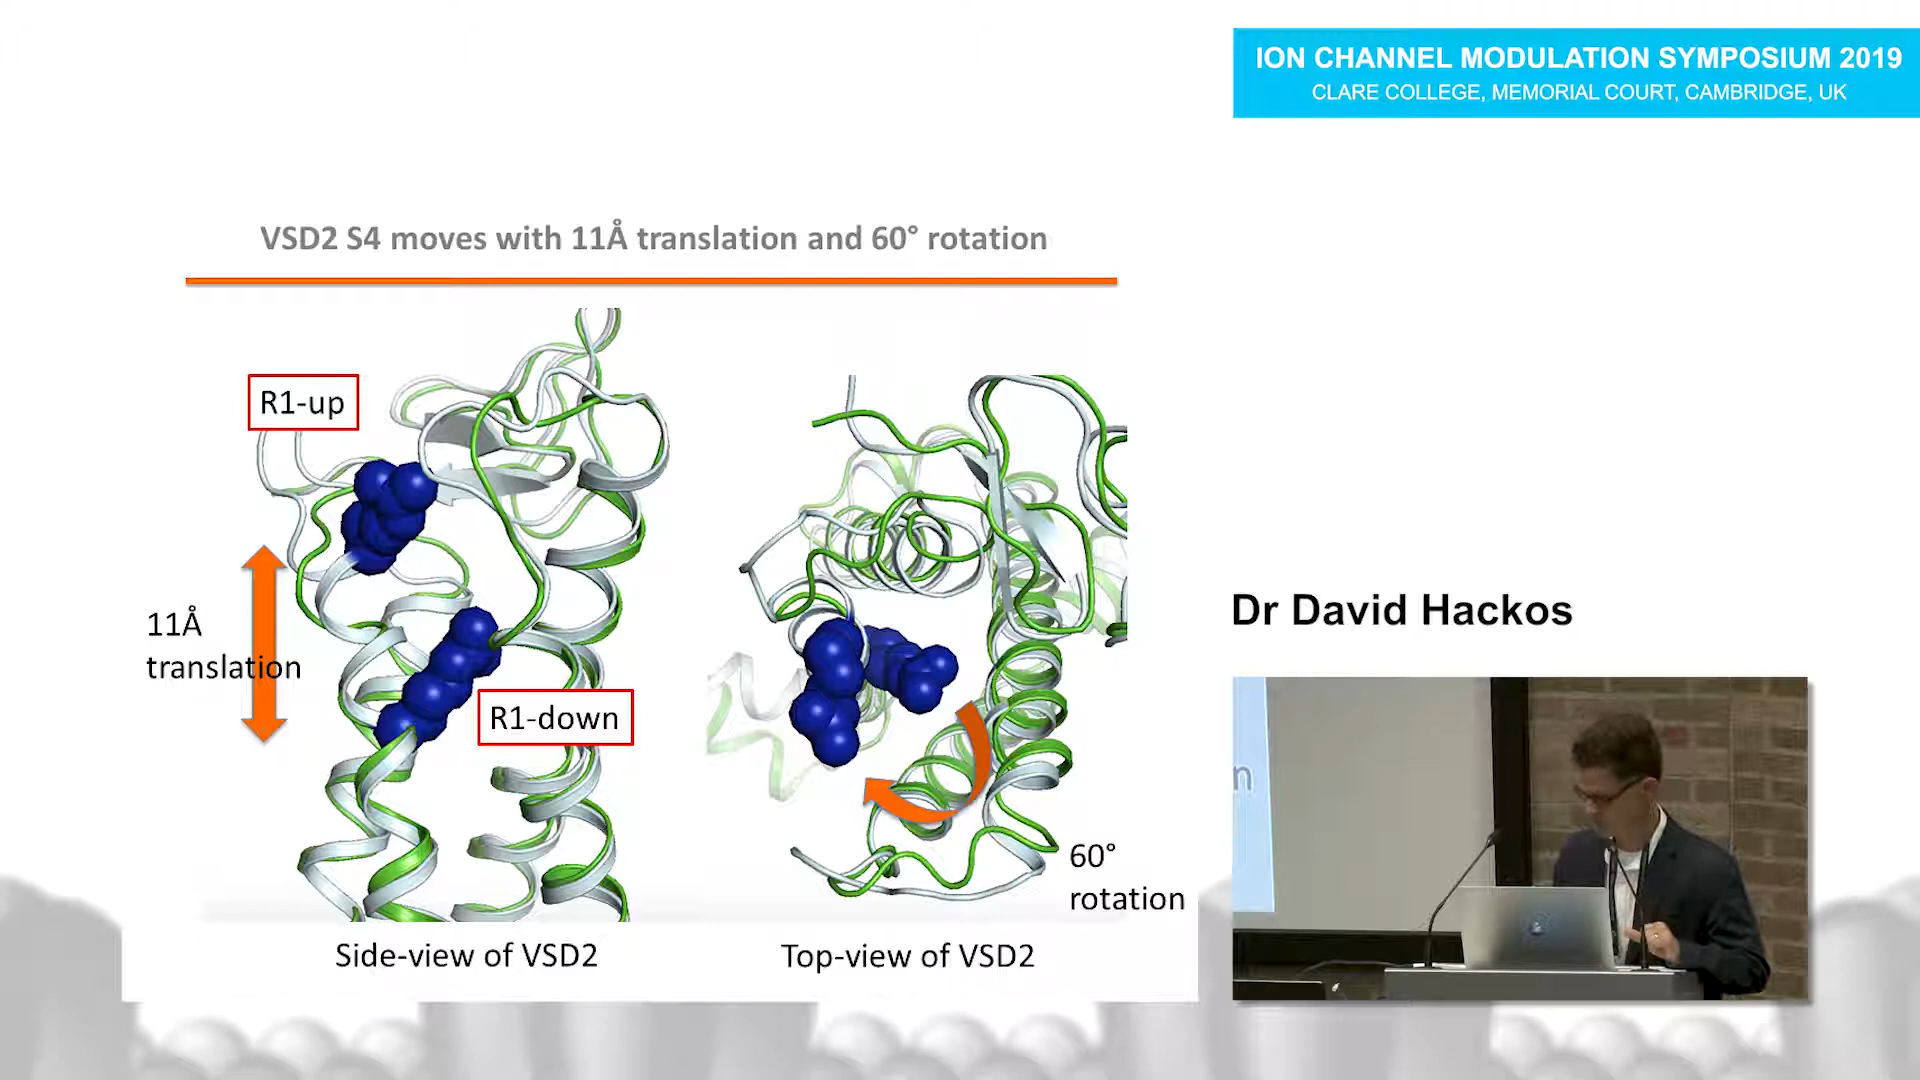 ION CHANNEL MODULATION SYMPOSIUM 2019
CLARE COLLEGE, MEMORIAL COURT, CAMBRIDGE, UK
VSD2 S4 moves with 11Å translation and 60° rotation
R1-up
11Å
translation
R1-down
60°
rotation
Side-view of VSD2
Top-view of VSD2
Dr David Hackos
n